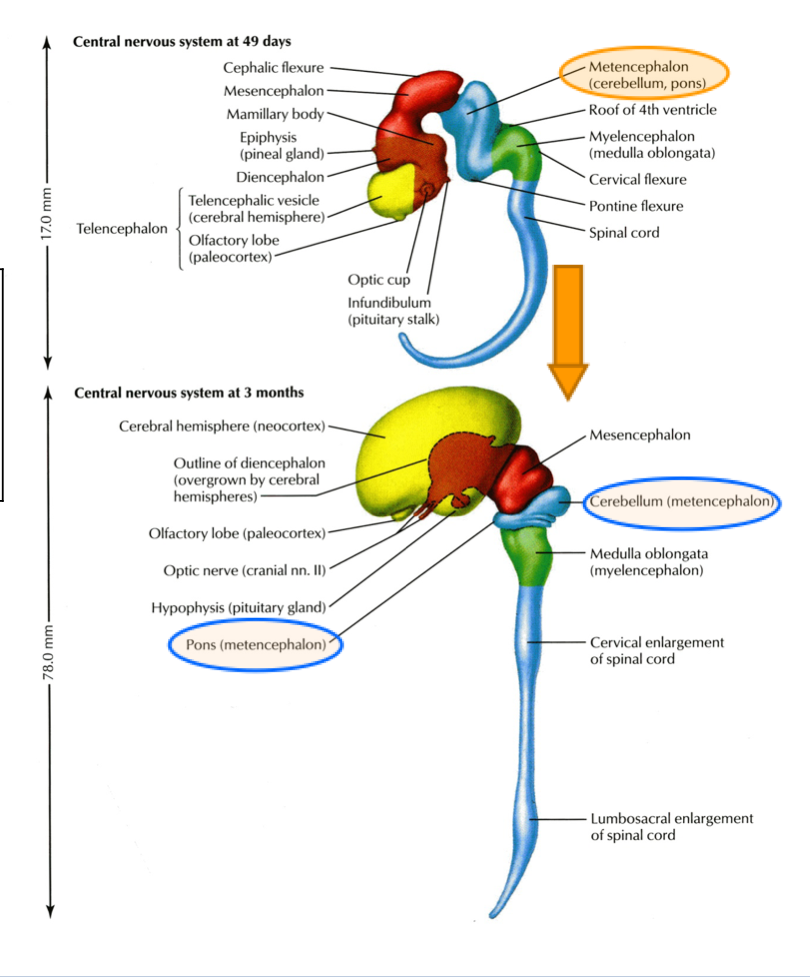 Central nervous system at 49 days
Cephalic flexure
Mesencephalon
Mamillary body
Epiphysis
(pineal gland)
Diencephalon
Telencephalon
Telencephalic vesicle
(cerebral hemisphere)
Olfactory lobe
(paleocortex)
Optic cup
Infundibulum
(pituitary stalk)
Metencephalon
(cerebellum, pons)
Roof of 4th ventricle
Myelencephalon
(medulla oblongata)
Cervical flexure
Pontine flexure
Spinal cord
17.0 mm
Central nervous system at 3 months
Cerebral hemisphere (neocortex)
Outline of diencephalon
(overgrown by cerebral
hemispheres)
Olfactory lobe (paleocortex)
Optic nerve (cranial nn. II)
Hypophysis (pituitary gland)
Pons (metencephalon)
Mesencephalon
Cerebellum (metencephalon)
Medulla oblongata
(myelencephalon)
Cervical enlargement
of spinal cord
Lumbosacral enlargement
of spinal cord
78.0 mm